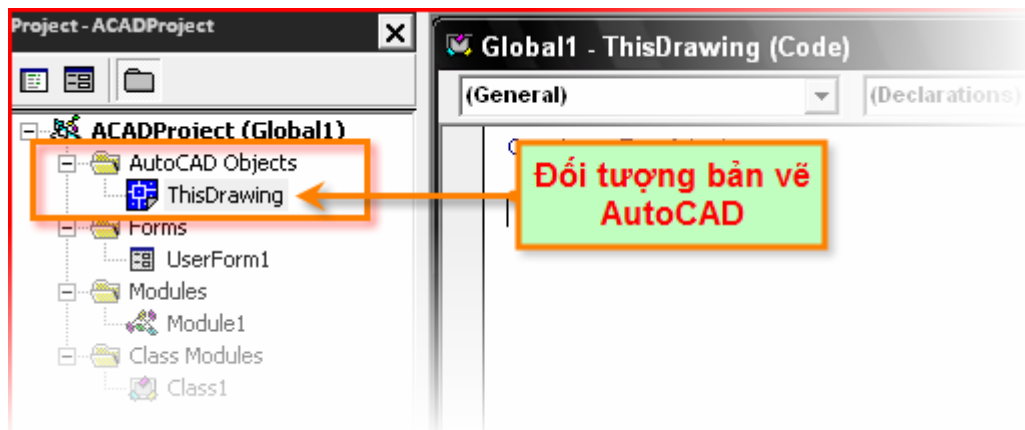 Project - ACADProject
ACADProject (Global1)
AutoCAD Objects
ThisDrawing
Forms
UserForm1
Modules
Module1
Class Modules
Class1
Global1 - ThisDrawing (Code)
(General)
(Declarations)
Đối tượng bản vẽ
AutoCAD